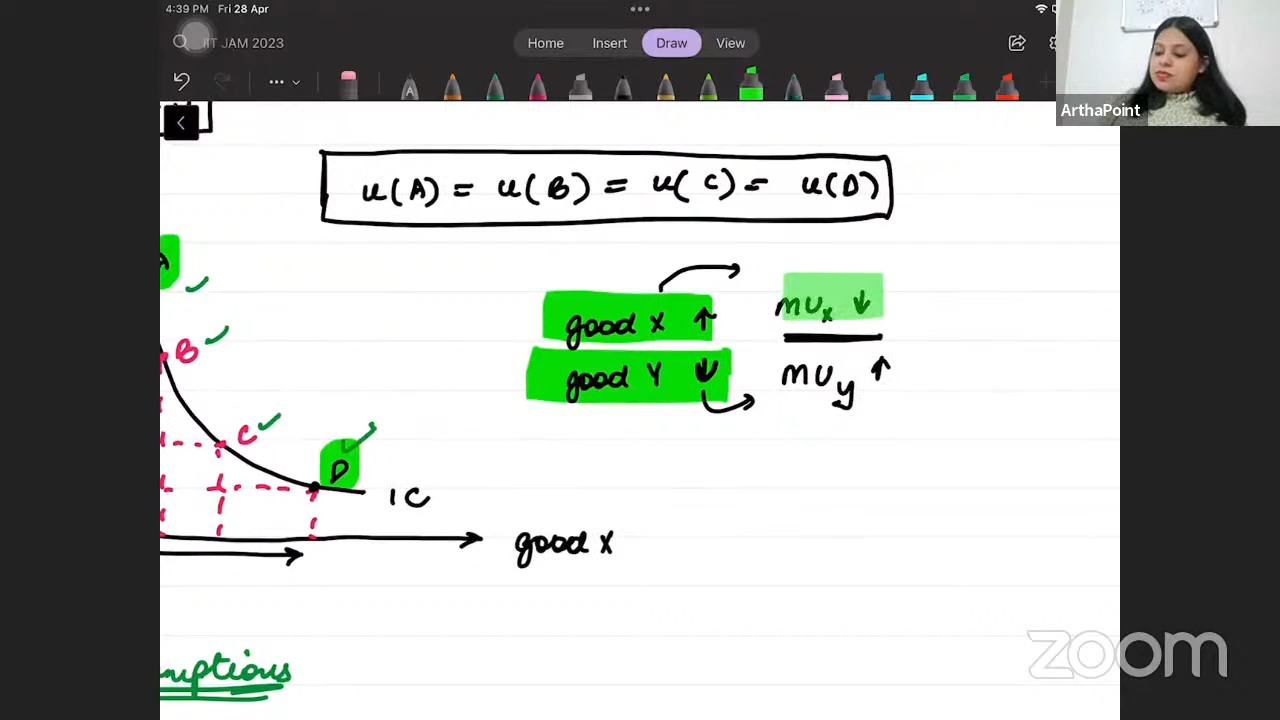 4:39 PM Fri 28 Apr
IIT JAM 2023
Home Insert Draw View
A
ArthaPoint
u(A) = u(B) = u(C) = u(D)
A
good X ↑
MUx ↓
good Y ↓
MUy ↑
B
C
D
IC
good X
zoom